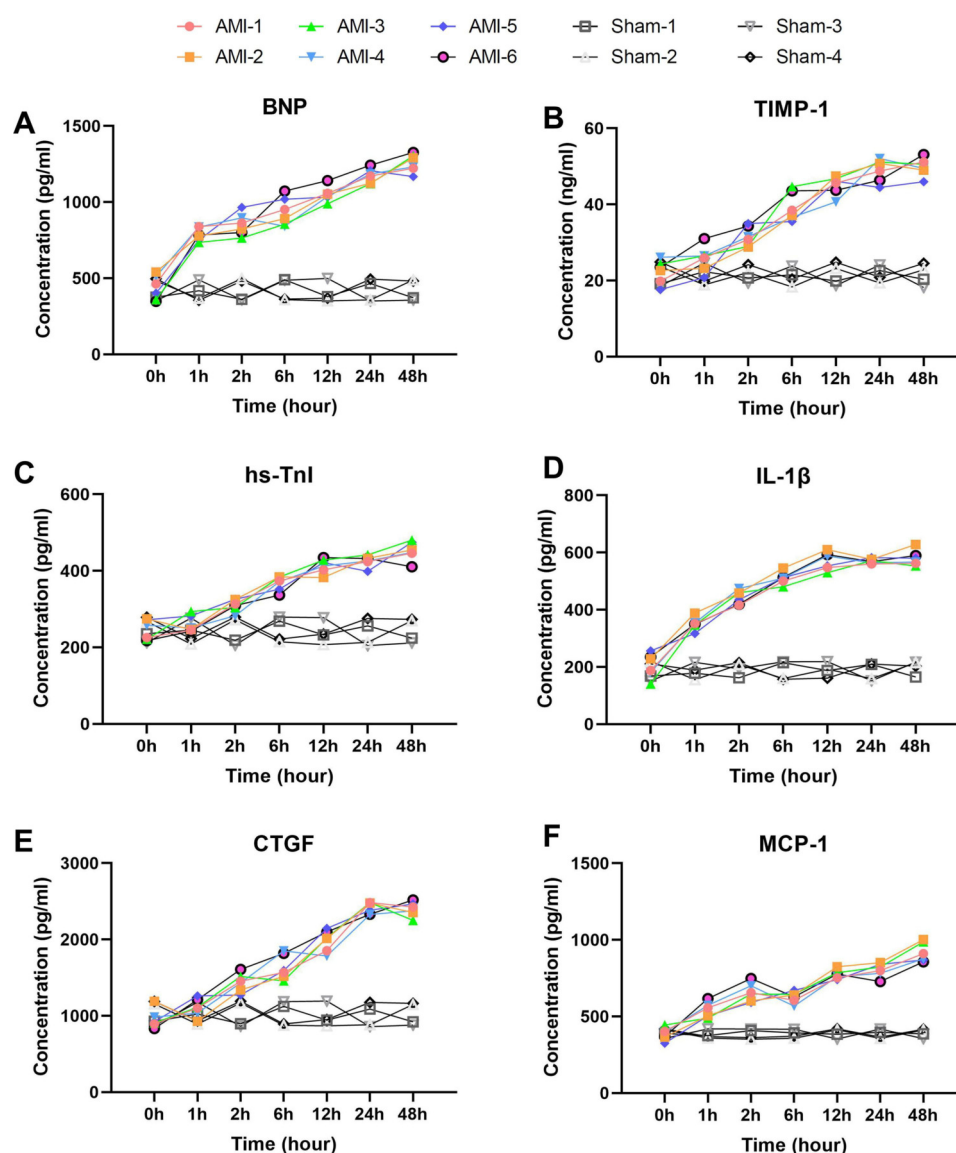 AMI-1 AMI-3 AMI-5 Sham-1 Sham-3
AMI-2 AMI-4 AMI-6 Sham-2 Sham-4
A
BNP
Concentration (pg/ml)
1500
1000
500
0
0h 1h 2h 6h 12h 24h 48h
Time (hour)
B
TIMP-1
Concentration (ng/ml)
60
40
20
0
0h 1h 2h 6h 12h 24h 48h
Time (hour)
C
hs-TnI
Concentration (pg/ml)
600
400
200
0
0h 1h 2h 6h 12h 24h 48h
Time (hour)
D
IL-1β
Concentration (pg/ml)
800
600
400
200
0
0h 1h 2h 6h 12h 24h 48h
Time (hour)
E
CTGF
Concentration (pg/ml)
3000
2000
1000
0
0h 1h 2h 6h 12h 24h 48h
Time (hour)
F
MCP-1
Concentration (pg/ml)
1500
1000
500
0
0h 1h 2h 6h 12h 24h 48h
Time (hour)